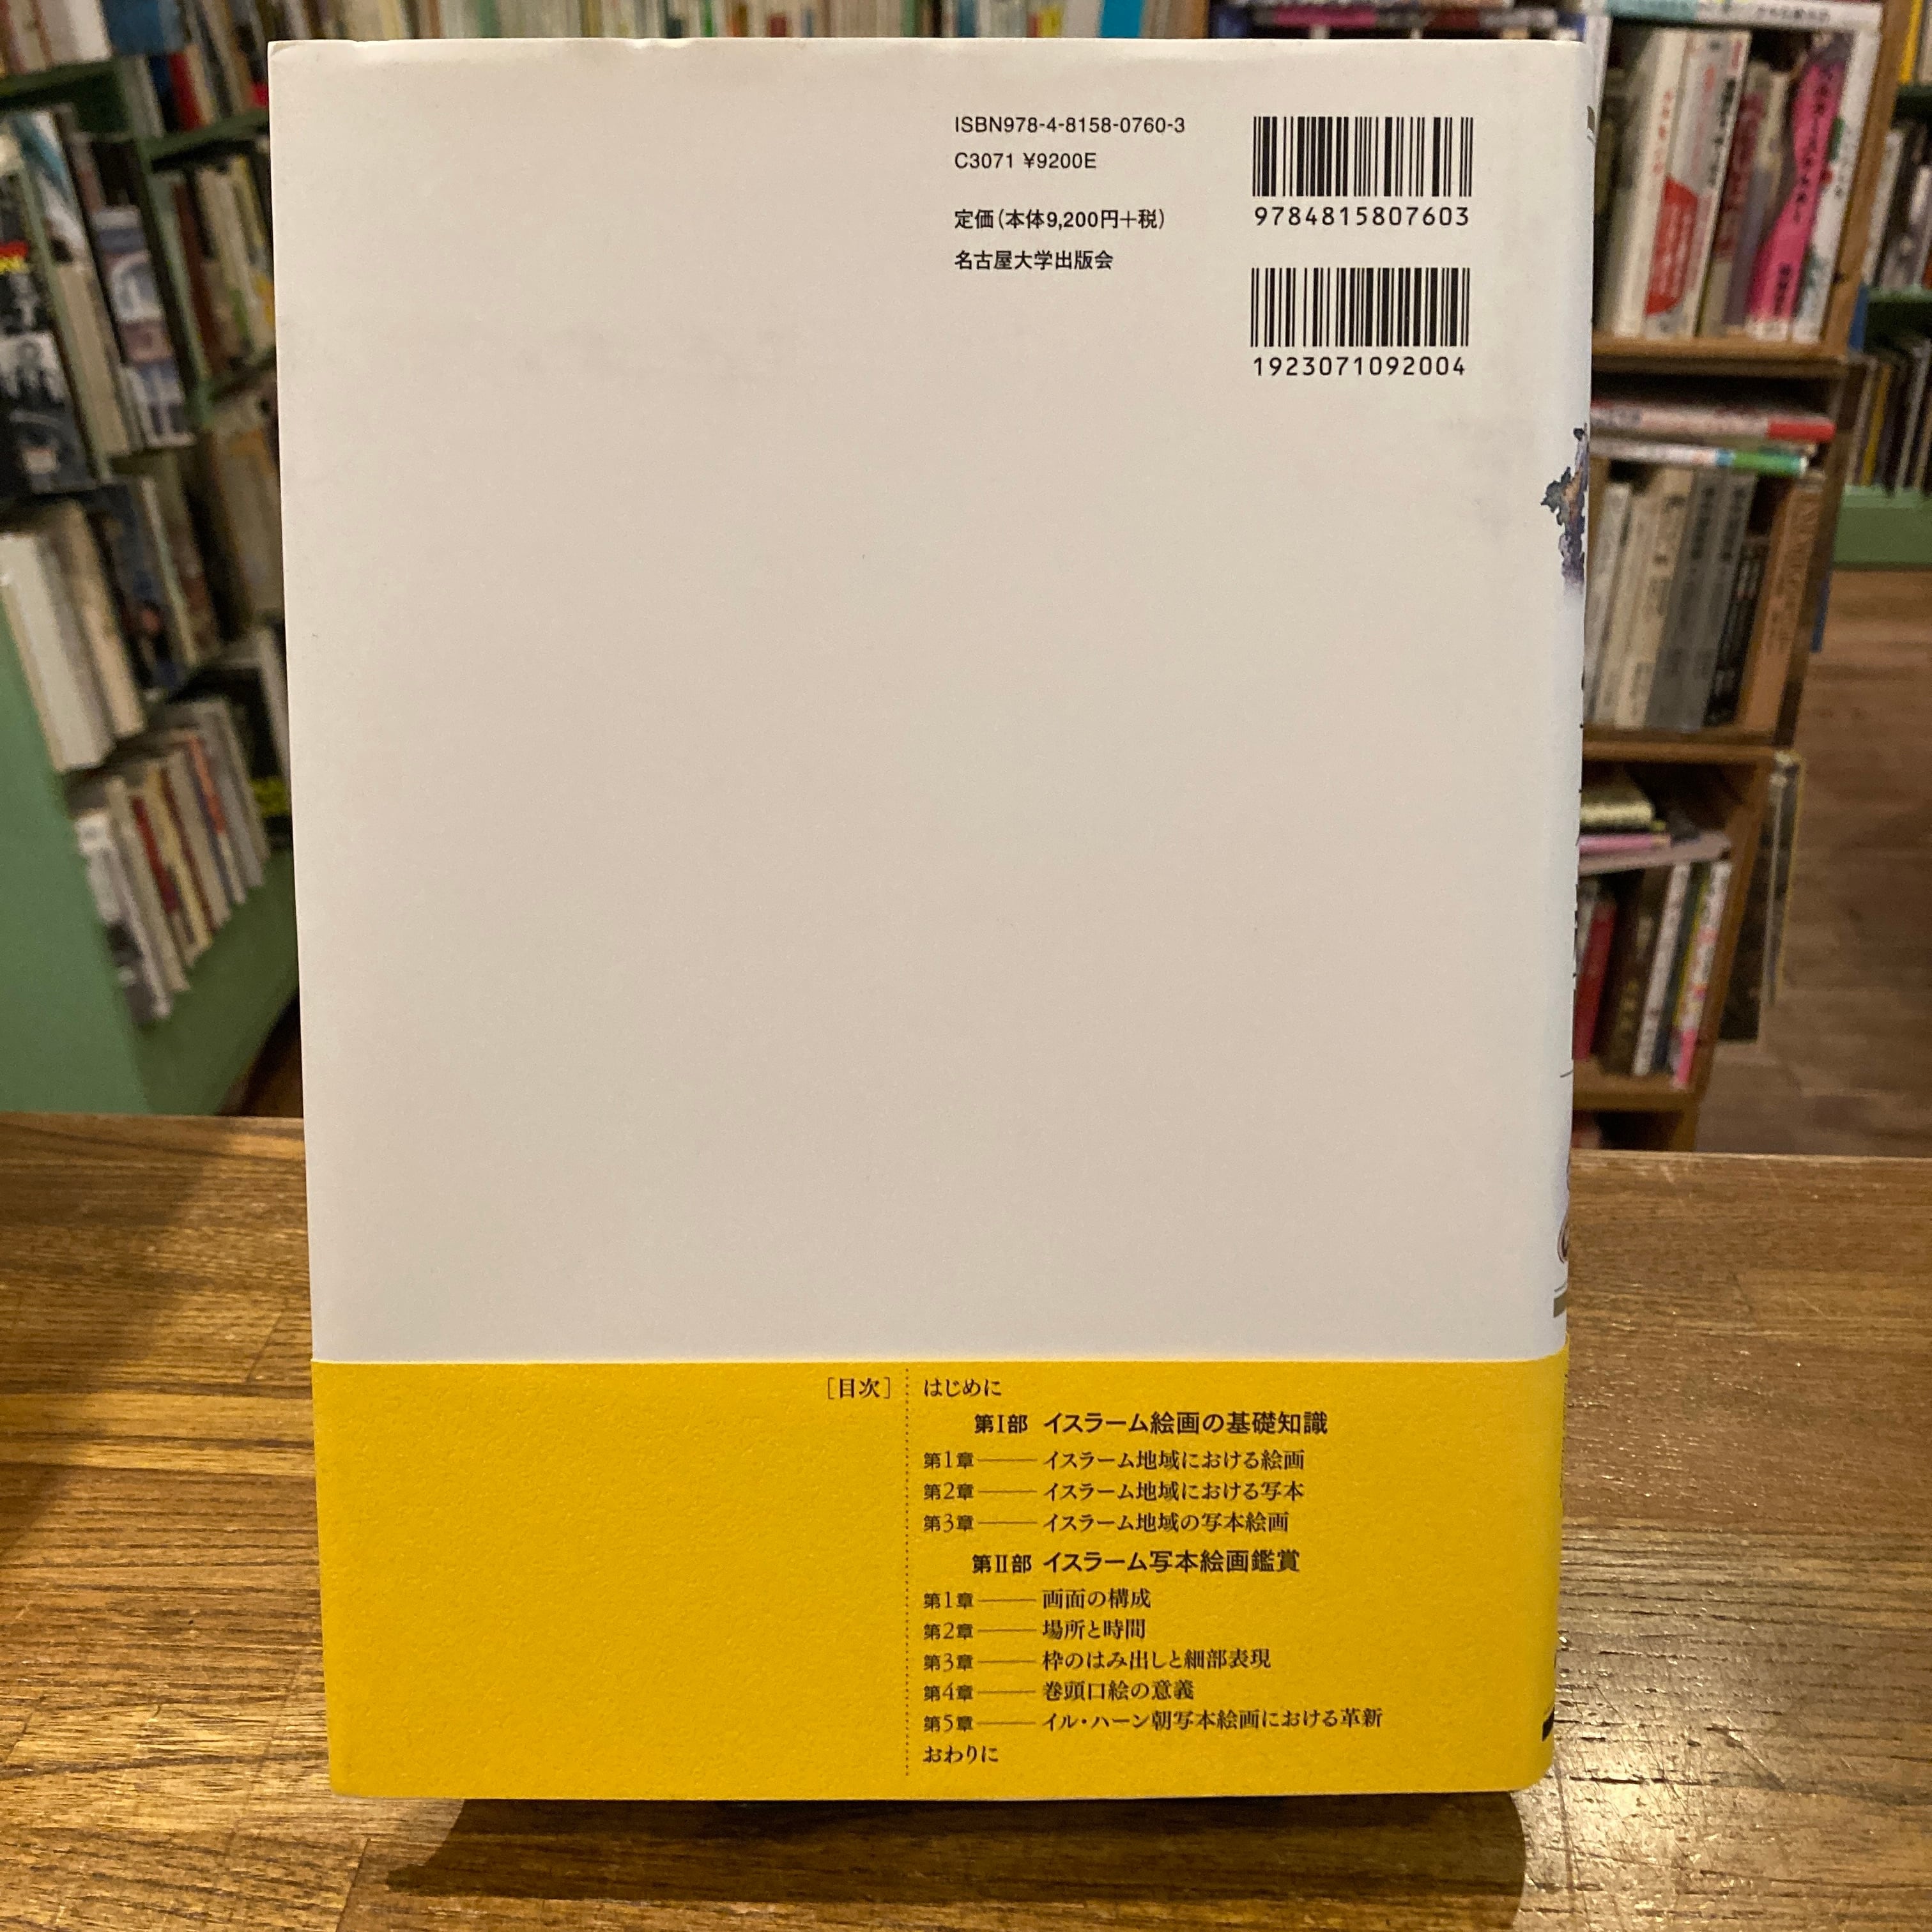 ISBN978-4-8158-0760-3
C3071 ¥9200E
定価(本体9,200円+税)
名古屋大学出版会
9784815807603
1923071092004
[目次]
はじめに
第I部 イスラーム絵画の基礎知識
第1章――イスラーム地域における絵画
第2章――イスラーム地域における写本
第3章――イスラーム地域の写本絵画
第II部 イスラーム写本絵画鑑賞
第1章――画面の構成
第2章――場所と時間
第3章――枠のはみ出しと細部表現
第4章――巻頭口絵の意義
第5章――イル・ハーン朝写本絵画における革新
おわりに